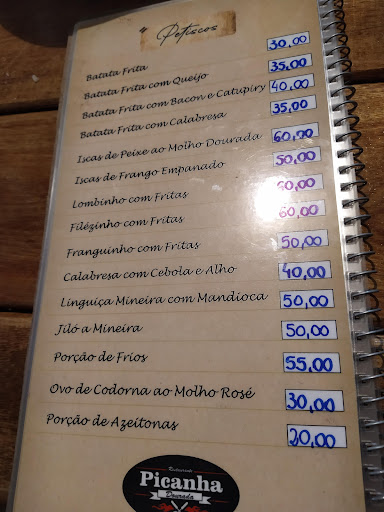 Petiscos
Batata Frita 30,00
Batata Frita com Queijo 35,00
Batata Frita com Bacon e Catupiry 40,00
Batata Frita com Calabresa 35,00
Iscas de Peixe ao Molho Dourada 60,00
Iscas de Frango Empanado 50,00
Lombinho com Fritas 60,00
Filézinho com Fritas 60,00
Franguinho com Fritas 50,00
Calabresa com Cebola e Alho 40,00
Linguiça Mineira com Mandioca 50,00
Jiló a Mineira 50,00
Porção de Frios 55,00
Ovo de Codorna ao Molho Rosé 30,00
Porção de Azeitonas 20,00
Restaurante
Picanha
Dourada